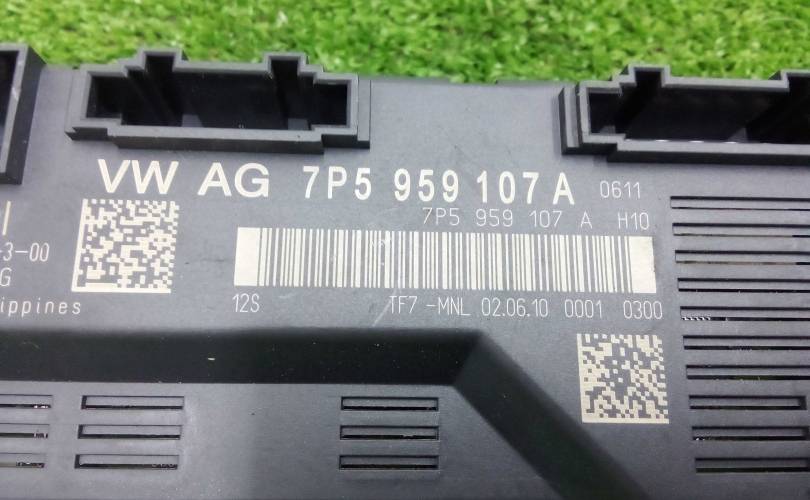 VW AG 7P5 959 107 A 0611
7P5 959 107 A H10
3-00
G
ippines
12S TF7 -MNL 02.06.10 0001 0300